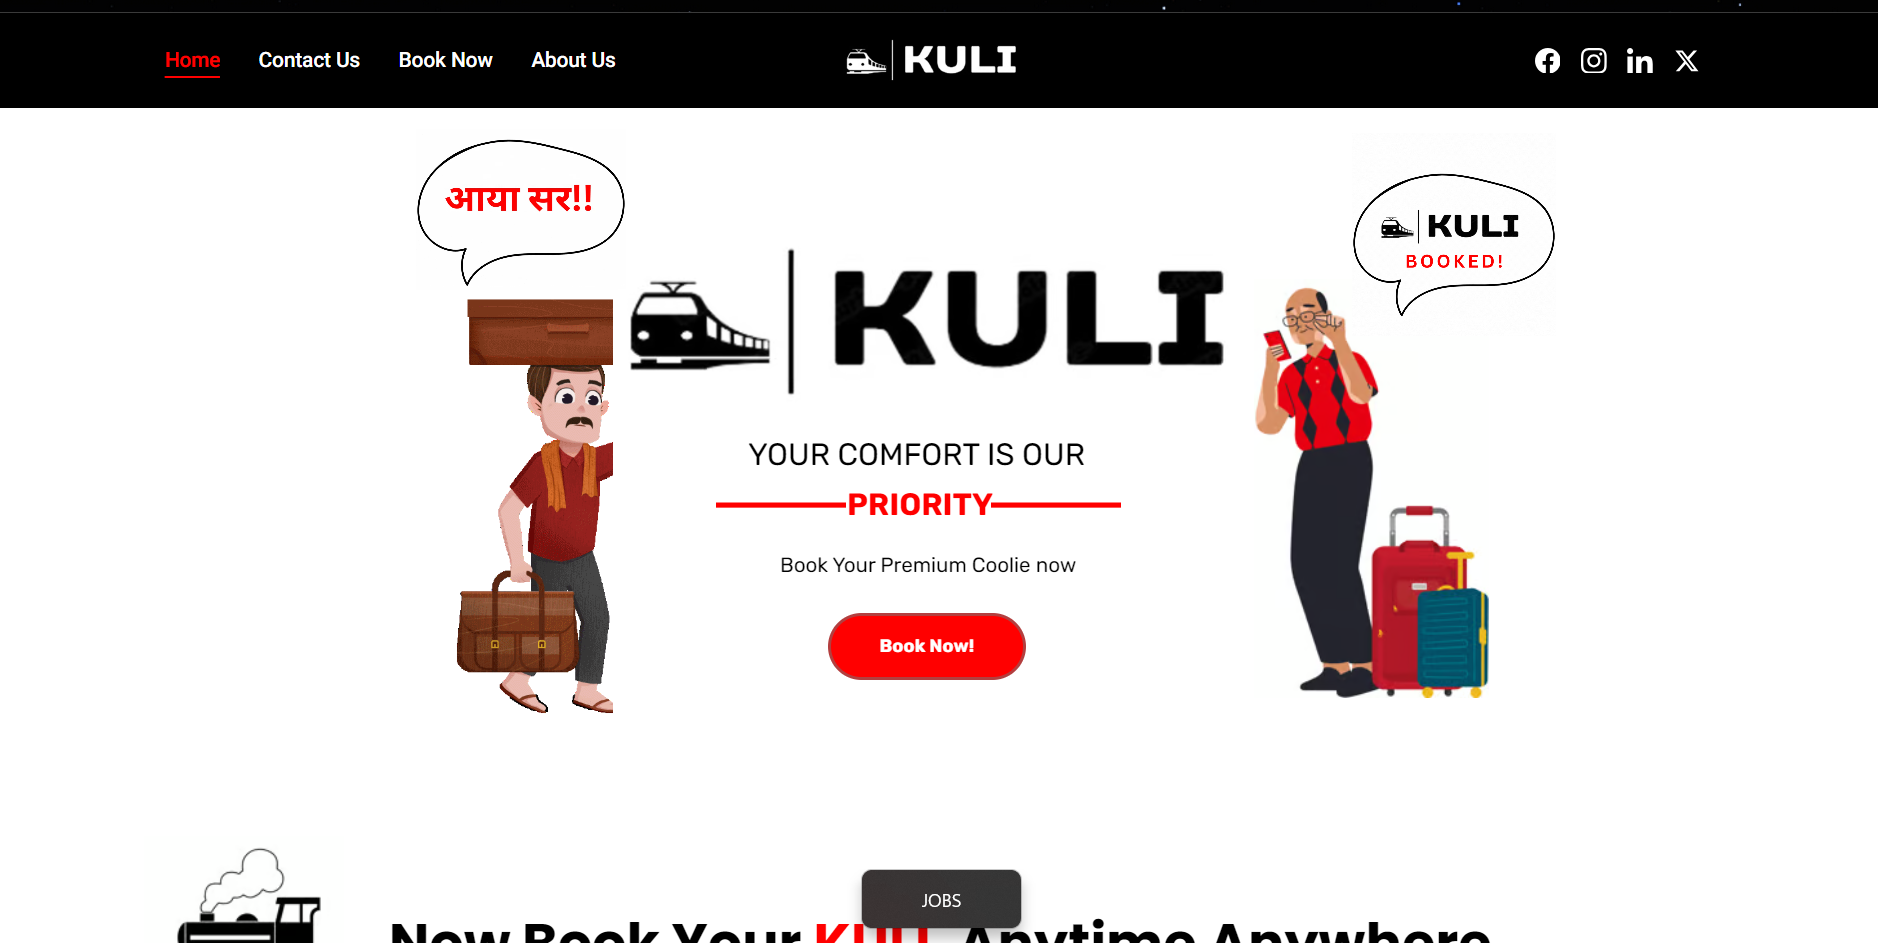 Home Contact Us Book Now About Us
KULI
आया सर!!
KULI
BOOKED!
KULI
YOUR COMFORT IS OUR
PRIORITY
Book Your Premium Coolie now
Book Now!
JOBS
Now Book Your KULI Anytime Anywhere